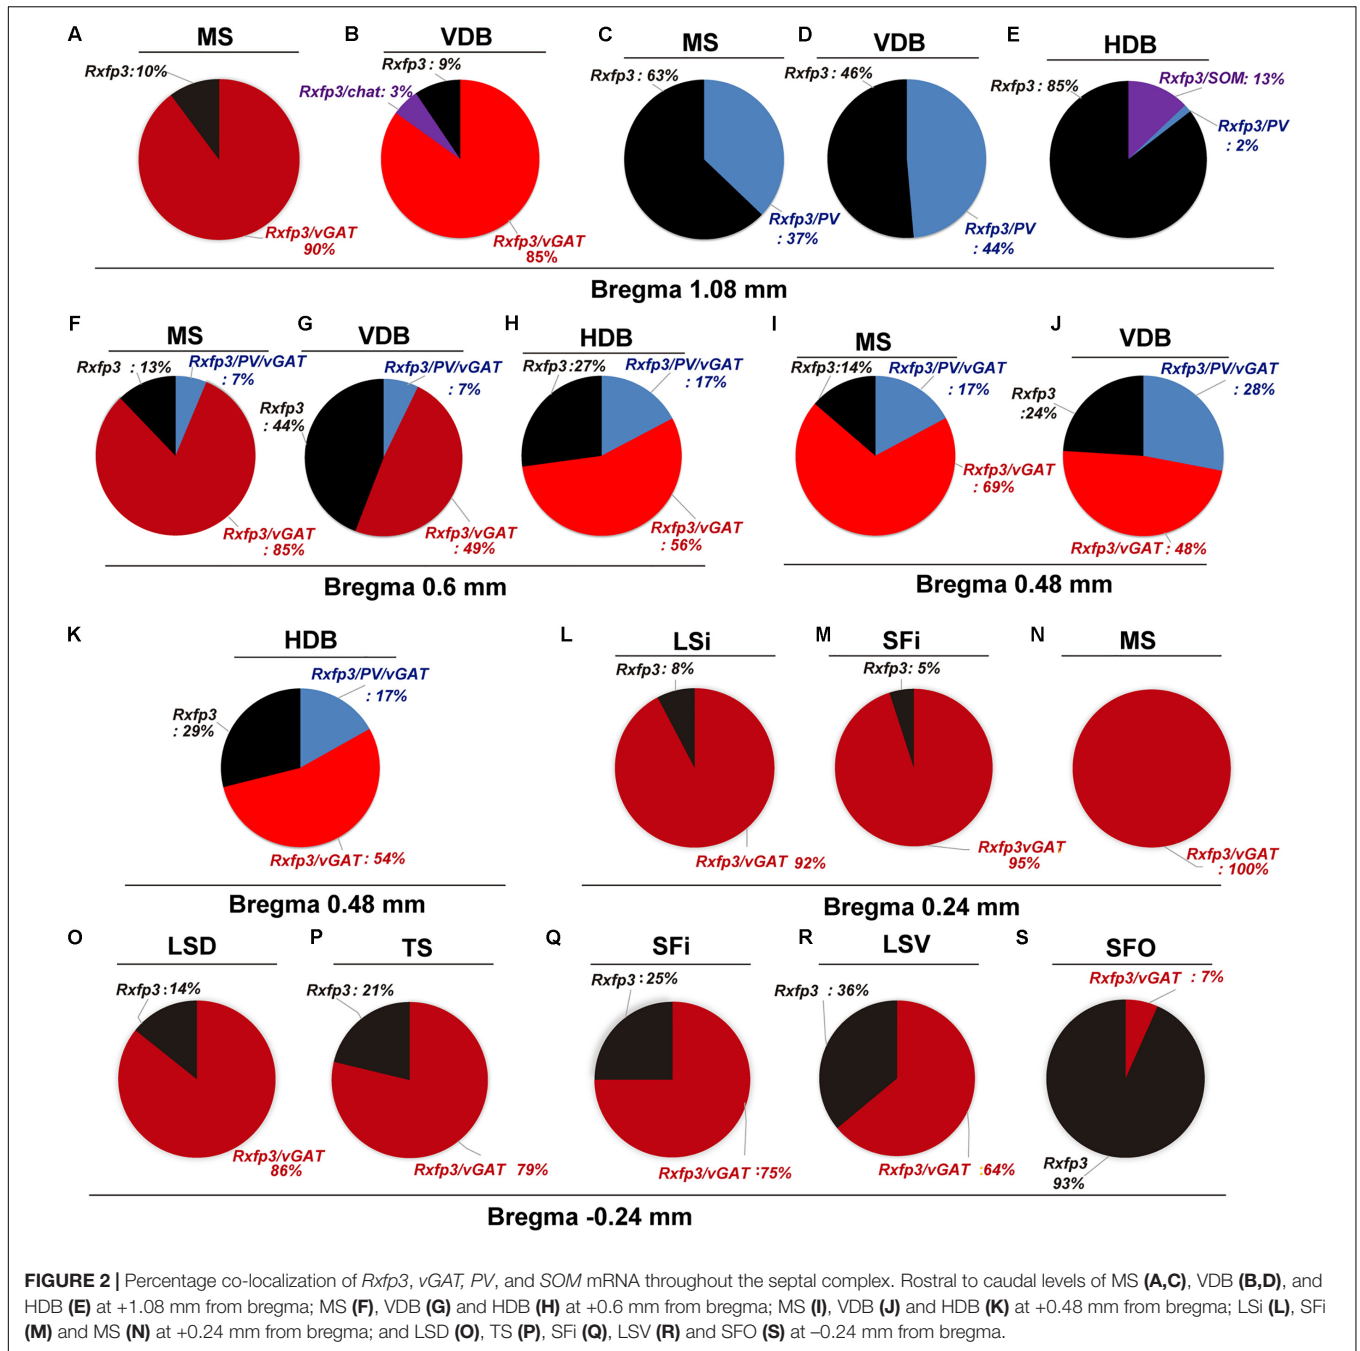 A MS
Rxfp3:10%
Rxfp3/vGAT
90%
B VDB
Rxfp3 : 9%
Rxfp3/chat: 3%
Rxfp3/vGAT
85%
C MS
Rxfp3 : 63%
Rxfp3/PV
: 37%
D VDB
Rxfp3 : 46%
Rxfp3/PV
: 44%
E HDB
Rxfp3 : 85%
Rxfp3/SOM: 13%
Rxfp3/PV
: 2%
Bregma 1.08 mm
F MS
Rxfp3 : 13%
Rxfp3/PV/vGAT
: 7%
Rxfp3/vGAT
: 85%
G VDB
Rxfp3/PV/vGAT
: 7%
Rxfp3
: 44%
Rxfp3/vGAT
: 49%
H HDB
Rxfp3:27%
Rxfp3/PV/vGAT
: 17%
Rxfp3/vGAT
: 56%
Bregma 0.6 mm
I MS
Rxfp3:14%
Rxfp3/PV/vGAT
: 17%
Rxfp3/vGAT
: 69%
J VDB
Rxfp3/PV/vGAT
: 28%
Rxfp3
:24%
Rxfp3/vGAT : 48%
Bregma 0.48 mm
K HDB
Rxfp3/PV/vGAT
: 17%
Rxfp3
: 29%
Rxfp3/vGAT : 54%
Bregma 0.48 mm
L LSi
Rxfp3 : 8%
Rxfp3/vGAT 92%
M SFi
Rxfp3: 5%
Rxfp3vGAT
95%
N MS
Rxfp3/vGAT
: 100%
Bregma 0.24 mm
O LSD
Rxfp3 :14%
Rxfp3/vGAT
86%
P TS
Rxfp3 : 21%
Rxfp3/vGAT 79%
Q SFi
Rxfp3 : 25%
Rxfp3/vGAT :75%
R LSV
Rxfp3 : 36%
Rxfp3/vGAT :64%
S SFO
Rxfp3/vGAT : 7%
Rxfp3
93%
Bregma -0.24 mm
FIGURE 2 | Percentage co-localization of Rxfp3, vGAT, PV, and SOM mRNA throughout the septal complex. Rostral to caudal levels of MS (A,C), VDB (B,D), and
HDB (E) at +1.08 mm from bregma; MS (F), VDB (G) and HDB (H) at +0.6 mm from bregma; MS (I), VDB (J) and HDB (K) at +0.48 mm from bregma; LSi (L), SFi
(M) and MS (N) at +0.24 mm from bregma; and LSD (O), TS (P), SFi (Q), LSV (R) and SFO (S) at –0.24 mm from bregma.